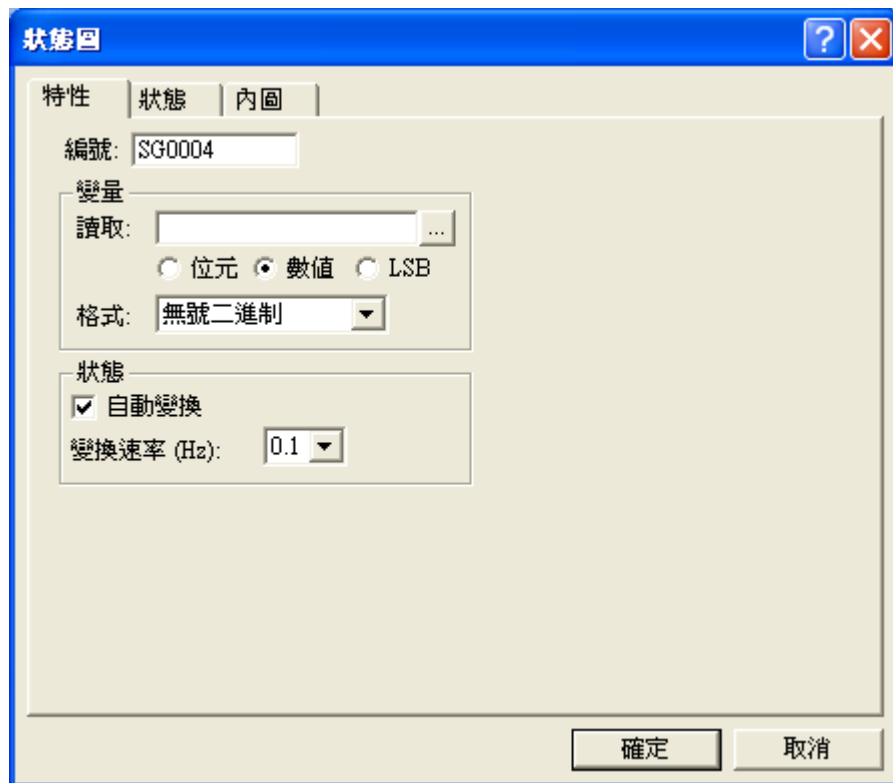 狀態圖
特性 狀態 內圖
編號: SG0004
變量
讀取: ...
位元 數值 LSB
格式: 無號二進制
狀態
自動變換
變換速率 (Hz): 0.1
確定 取消